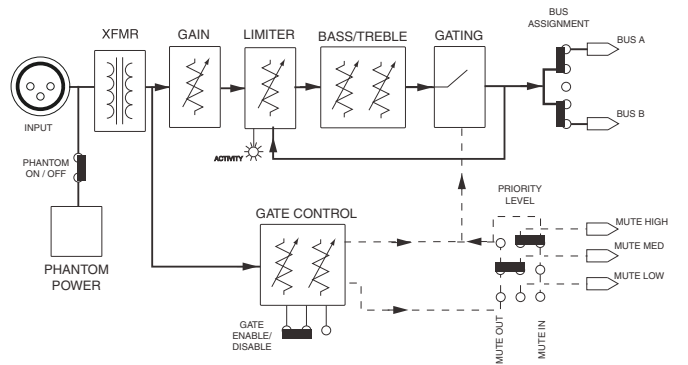 BUS
ASSIGNMENT
XFMR
GAIN
LIMITER
BASS/TREBLE
GATING
BUS A
BUS B
INPUT
ACTIVITY
PHANTOM
ON / OFF
PHANTOM
POWER
GATE CONTROL
PRIORITY
LEVEL
MUTE HIGH
MUTE MED
MUTE LOW
GATE
ENABLE/
DISABLE
MUTE OUT
MUTE IN